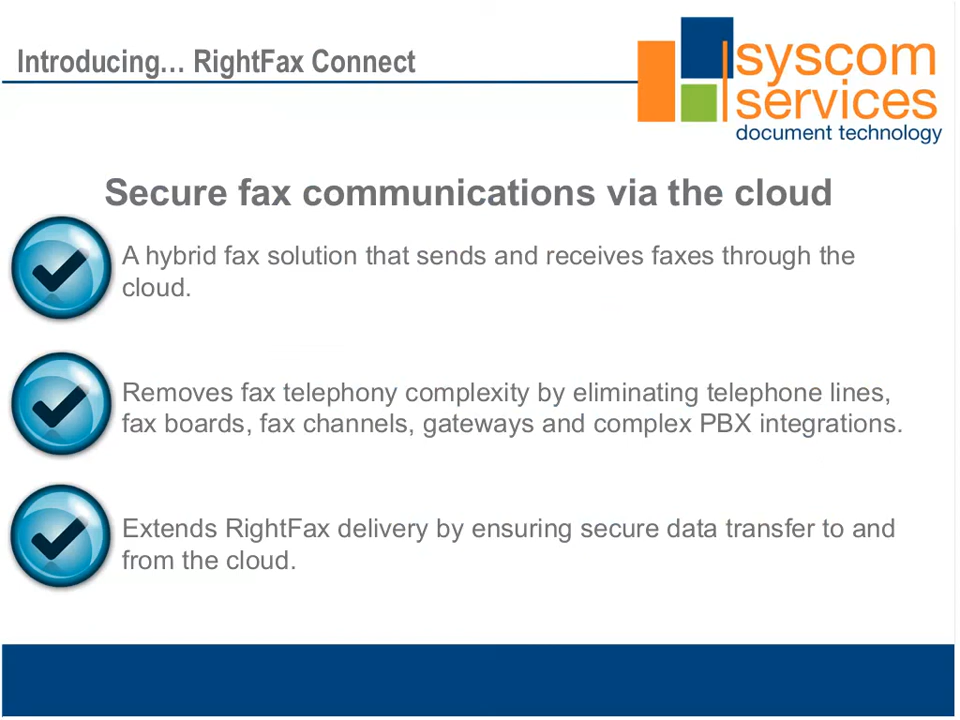 Introducing… RightFax Connect
syscom
services
document technology
Secure fax communications via the cloud
A hybrid fax solution that sends and receives faxes through the
cloud.
Removes fax telephony complexity by eliminating telephone lines,
fax boards, fax channels, gateways and complex PBX integrations.
Extends RightFax delivery by ensuring secure data transfer to and
from the cloud.